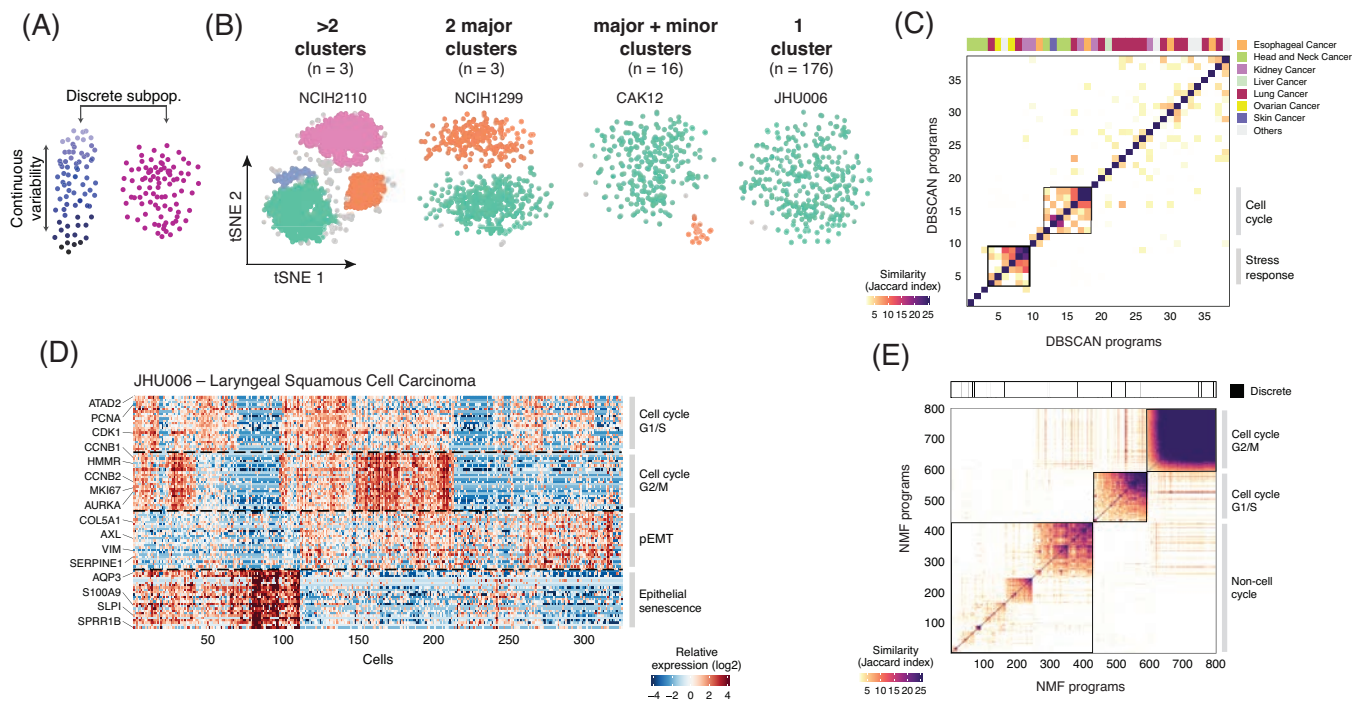 (A)
Discrete subpop.
Continuous
variability
(B)
>2
clusters
(n = 3)
NCIH2110
2 major
clusters
(n = 3)
NCIH1299
major + minor
clusters
(n = 16)
CAK12
1
cluster
(n = 176)
JHU006
tSNE 2
tSNE 1
(C)
Esophageal Cancer
Head and Neck Cancer
Kidney Cancer
Liver Cancer
Lung Cancer
Ovarian Cancer
Skin Cancer
Others
DBSCAN programs
35
30
25
20
15
10
5
Cell
cycle
Stress
response
Similarity
(Jaccard index)
5 10 15 20 25
5 10 15 20 25 30 35
DBSCAN programs
(D)
JHU006 – Laryngeal Squamous Cell Carcinoma
ATAD2
PCNA
CDK1
CCNB1
HMMR
CCNB2
MKI67
AURKA
COL5A1
AXL
VIM
SERPINE1
AQP3
S100A9
SLPI
SPRR1B
Cell cycle
G1/S
Cell cycle
G2/M
pEMT
Epithelial
senescence
50 100 150 200 250 300
Cells
Relative
expression (log2)
−4 −2 0 2 4
(E)
Discrete
NMF programs
800
700
600
500
400
300
200
100
Cell cycle
G2/M
Cell cycle
G1/S
Non-cell
cycle
100 200 300 400 500 600 700 800
NMF programs
Similarity
(Jaccard index)
5 10 15 20 25